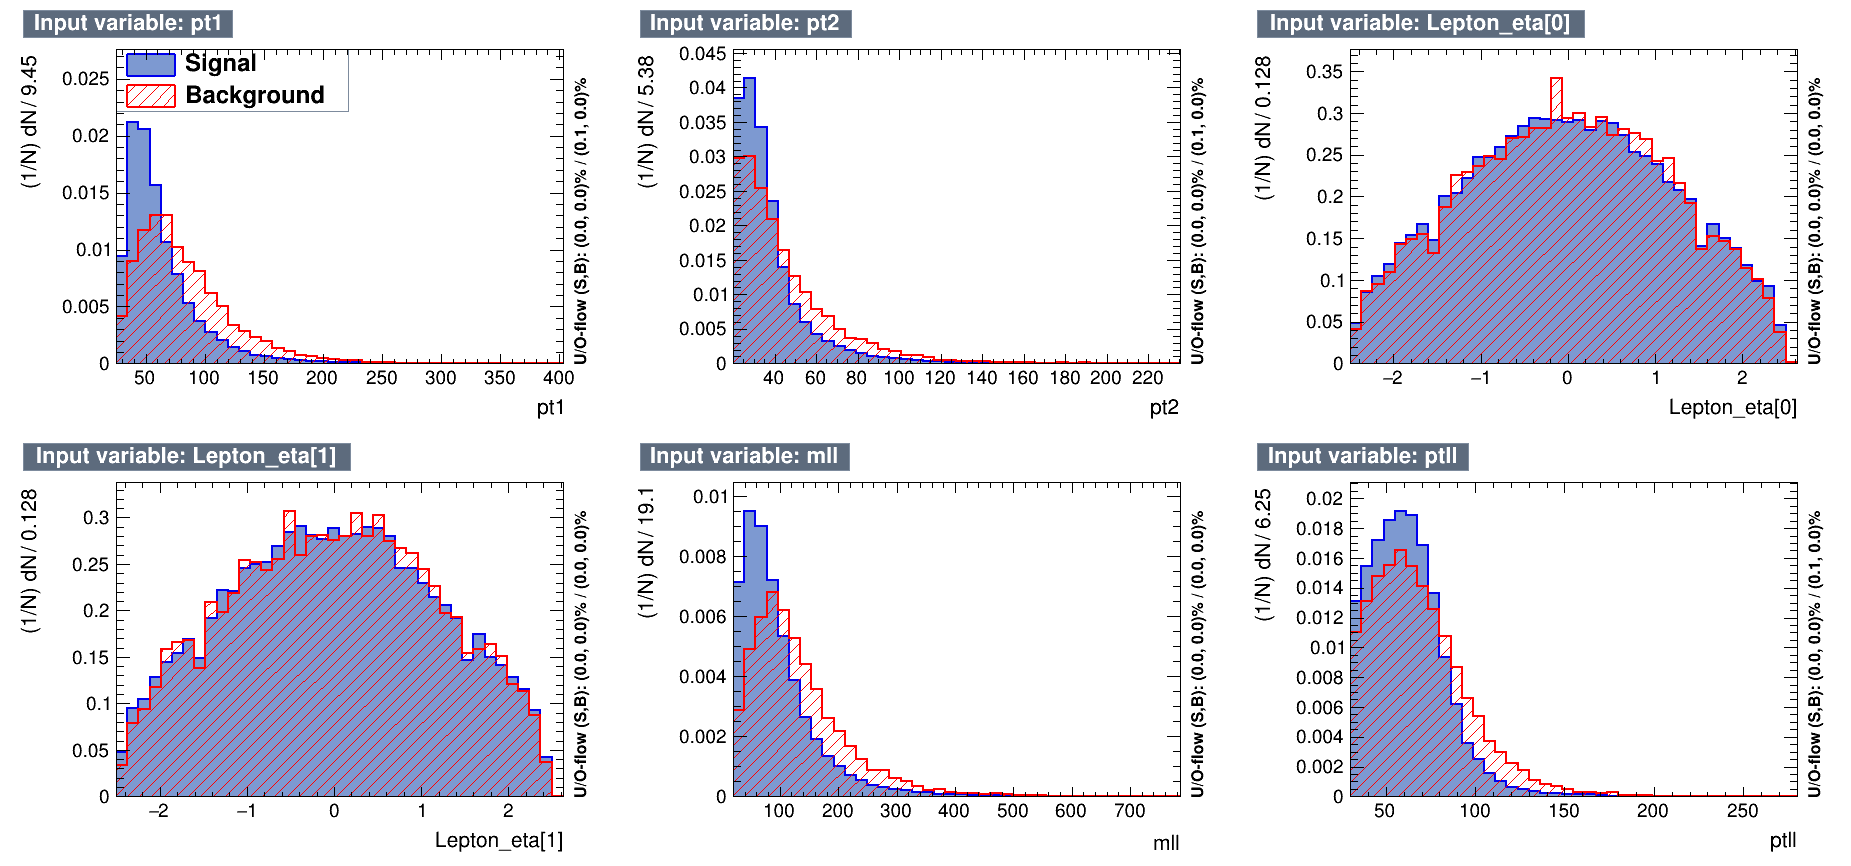 Input variable: pt1
(1/N) dN/ 9.45
0.025
0.02
0.015
0.01
0.005
0
Signal
Background
50 100 150 200 250 300 350 400
pt1
U/O-flow (S,B): (0.0, 0.0)% / (0.1, 0.0)%
Input variable: pt2
(1/N) dN/ 5.38
0.045
0.04
0.035
0.03
0.025
0.02
0.015
0.01
0.005
0
40 60 80 100 120 140 160 180 200 220
pt2
U/O-flow (S,B): (0.0, 0.0)% / (0.1, 0.0)%
Input variable: Lepton_eta[0]
(1/N) dN/ 0.128
0.35
0.3
0.25
0.2
0.15
0.1
0.05
0
−2 −1 0 1 2
Lepton_eta[0]
U/O-flow (S,B): (0.0, 0.0)% / (0.0, 0.0)%
Input variable: Lepton_eta[1]
(1/N) dN/ 0.128
0.3
0.25
0.2
0.15
0.1
0.05
0
−2 −1 0 1 2
Lepton_eta[1]
U/O-flow (S,B): (0.0, 0.0)% / (0.0, 0.0)%
Input variable: mll
(1/N) dN/ 19.1
0.01
0.008
0.006
0.004
0.002
0
100 200 300 400 500 600 700
mll
U/O-flow (S,B): (0.0, 0.0)% / (0.0, 0.0)%
Input variable: ptll
(1/N) dN/ 6.25
0.02
0.018
0.016
0.014
0.012
0.01
0.008
0.006
0.004
0.002
0
50 100 150 200 250
ptll
U/O-flow (S,B): (0.0, 0.0)% / (0.1, 0.0)%